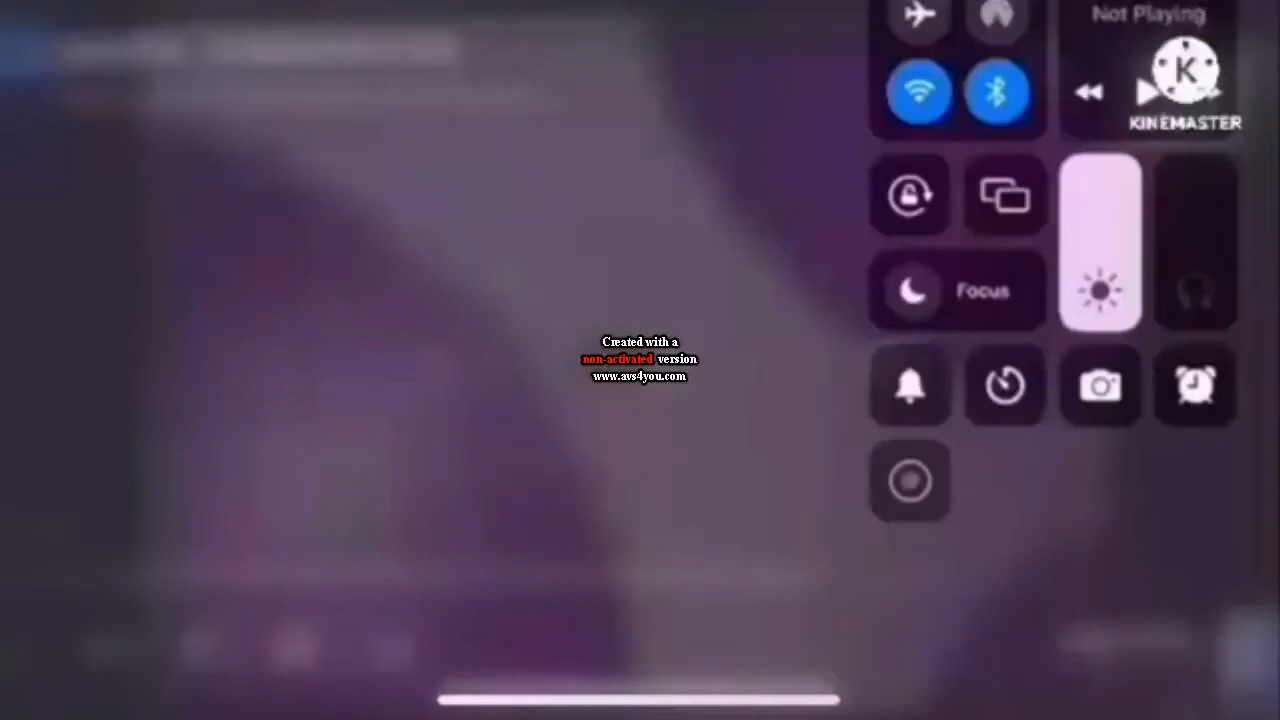 Not Playing
K
KINEMASTER
Focus
Created with a
non-activated version
www.avs4you.com